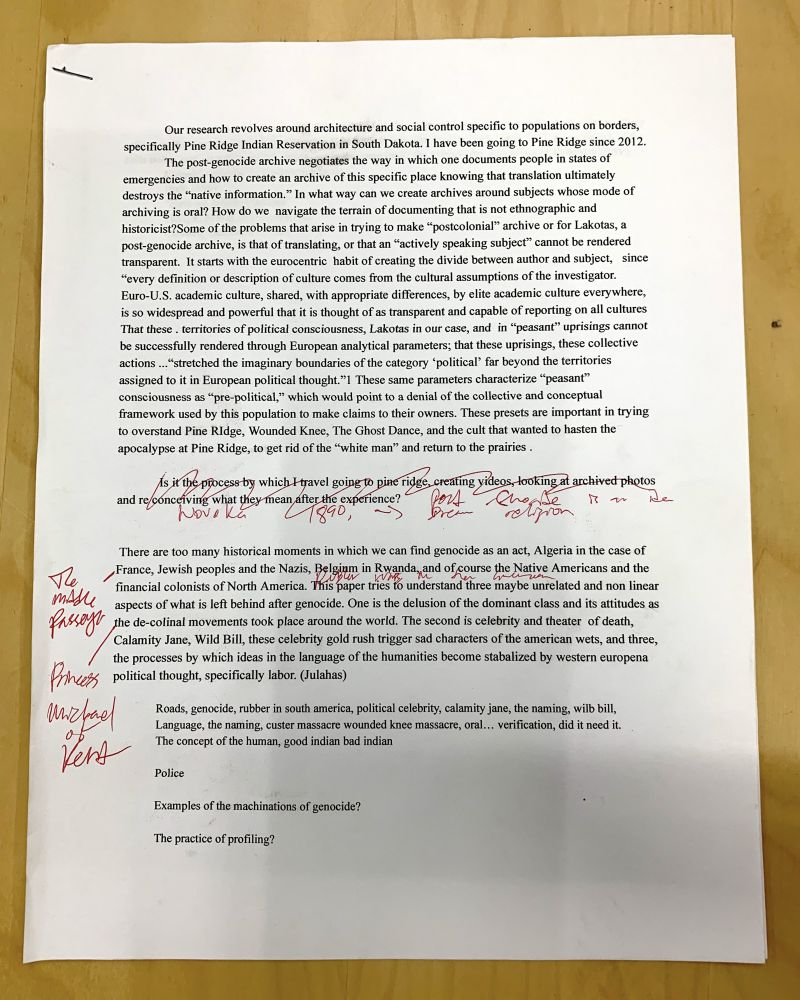 Our research revolves around architecture and social control specific to populations on borders,
specifically Pine Ridge Indian Reservation in South Dakota. I have been going to Pine Ridge since 2012.
The post-genocide archive negotiates the way in which one documents people in states of
emergencies and how to create an archive of this specific place knowing that translation ultimately
destroys the “native information.” In what way can we create archives around subjects whose mode of
archiving is oral? How do we navigate the terrain of documenting that is not ethnographic and
historicist?Some of the problems that arise in trying to make “postcolonial” archive or for Lakotas, a
post-genocide archive, is that of translating, or that an “actively speaking subject” cannot be rendered
transparent. It starts with the eurocentric habit of creating the divide between author and subject, since
“every definition or description of culture comes from the cultural assumptions of the investigator.
Euro-U.S. academic culture, shared, with appropriate differences, by elite academic culture everywhere,
is so widespread and powerful that it is thought of as transparent and capable of reporting on all cultures
That these . territories of political consciousness, Lakotas in our case, and in “peasant” uprisings cannot
be successfully rendered through European analytical parameters; that these uprisings, these collective
actions ...“stretched the imaginary boundaries of the category ‘political’ far beyond the territories
assigned to it in European political thought.”1 These same parameters characterize “peasant”
consciousness as “pre-political,” which would point to a denial of the collective and conceptual
framework used by this population to make claims to their owners. These presets are important in trying
to overstand Pine RIdge, Wounded Knee, The Ghost Dance, and the cult that wanted to hasten the
apocalypse at Pine Ridge, to get rid of the “white man” and return to the prairies .
Is it the process by which I travel going to pine ridge, creating videos, looking at archived photos
and re conceiving what they mean after the experience?
1890, →
religion
There are too many historical moments in which we can find genocide as an act, Algeria in the case of
France, Jewish peoples and the Nazis, Belgium in Rwanda, and of course the Native Americans and the
financial colonists of North America. This paper tries to understand three maybe unrelated and non linear
aspects of what is left behind after genocide. One is the delusion of the dominant class and its attitudes as
the de-colinal movements took place around the world. The second is celebrity and theater of death,
Calamity Jane, Wild Bill, these celebrity gold rush trigger sad characters of the american wets, and three,
the processes by which ideas in the language of the humanities become stabalized by western europena
political thought, specifically labor. (Julahas)
The
middle
passage
Princess
Michael
of
Kent
Roads, genocide, rubber in south america, political celebrity, calamity jane, the naming, wilb bill,
Language, the naming, custer massacre wounded knee massacre, oral… verification, did it need it.
The concept of the human, good indian bad indian
Police
Examples of the machinations of genocide?
The practice of profiling?